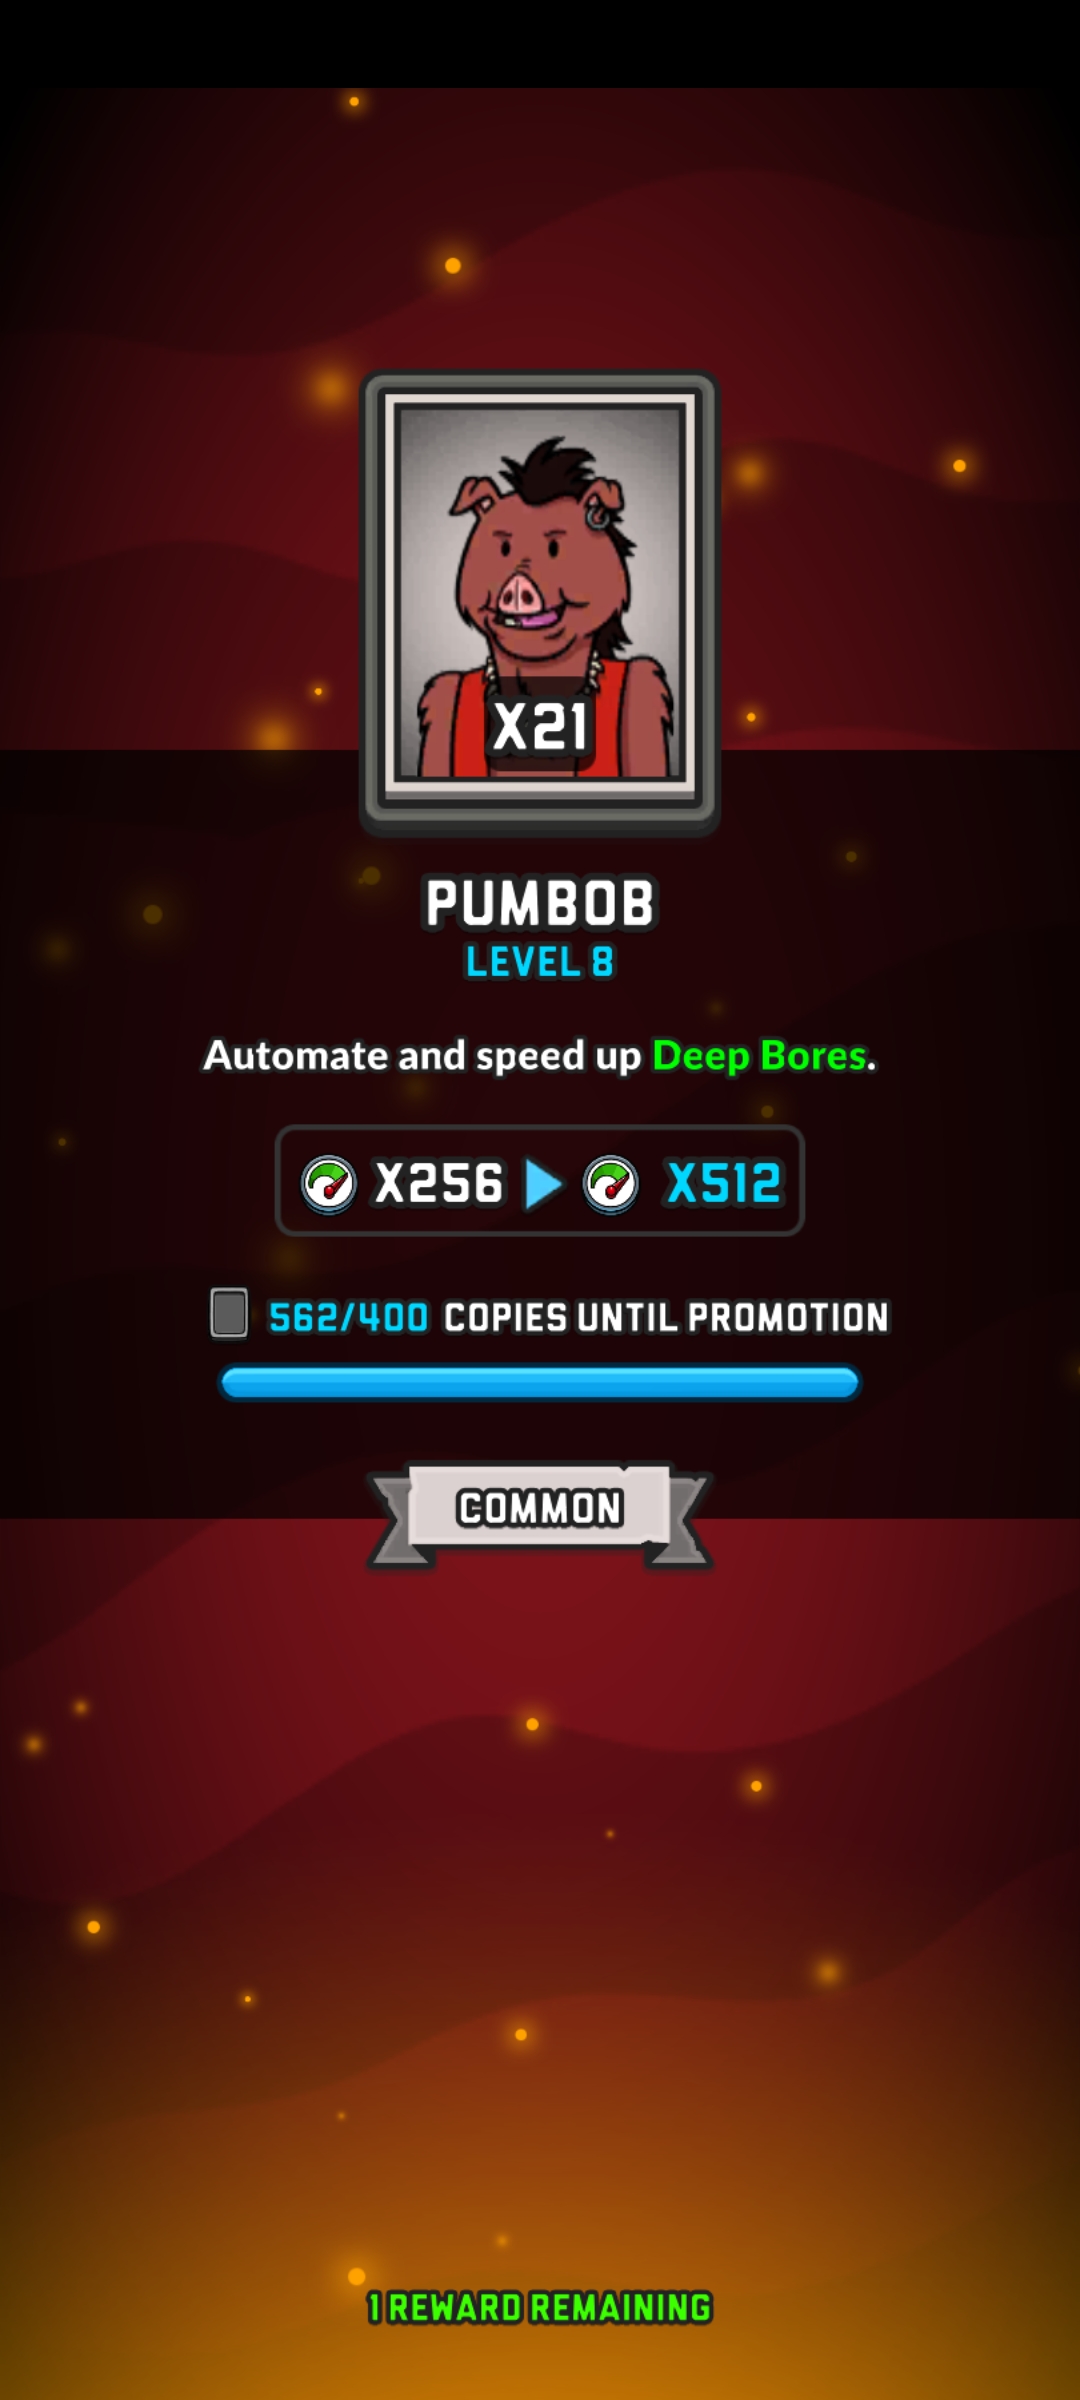 X21
PUMBOB
LEVEL 8
Automate and speed up Deep Bores.
X256 X512
562/400 COPIES UNTIL PROMOTION
COMMON
1 REWARD REMAINING